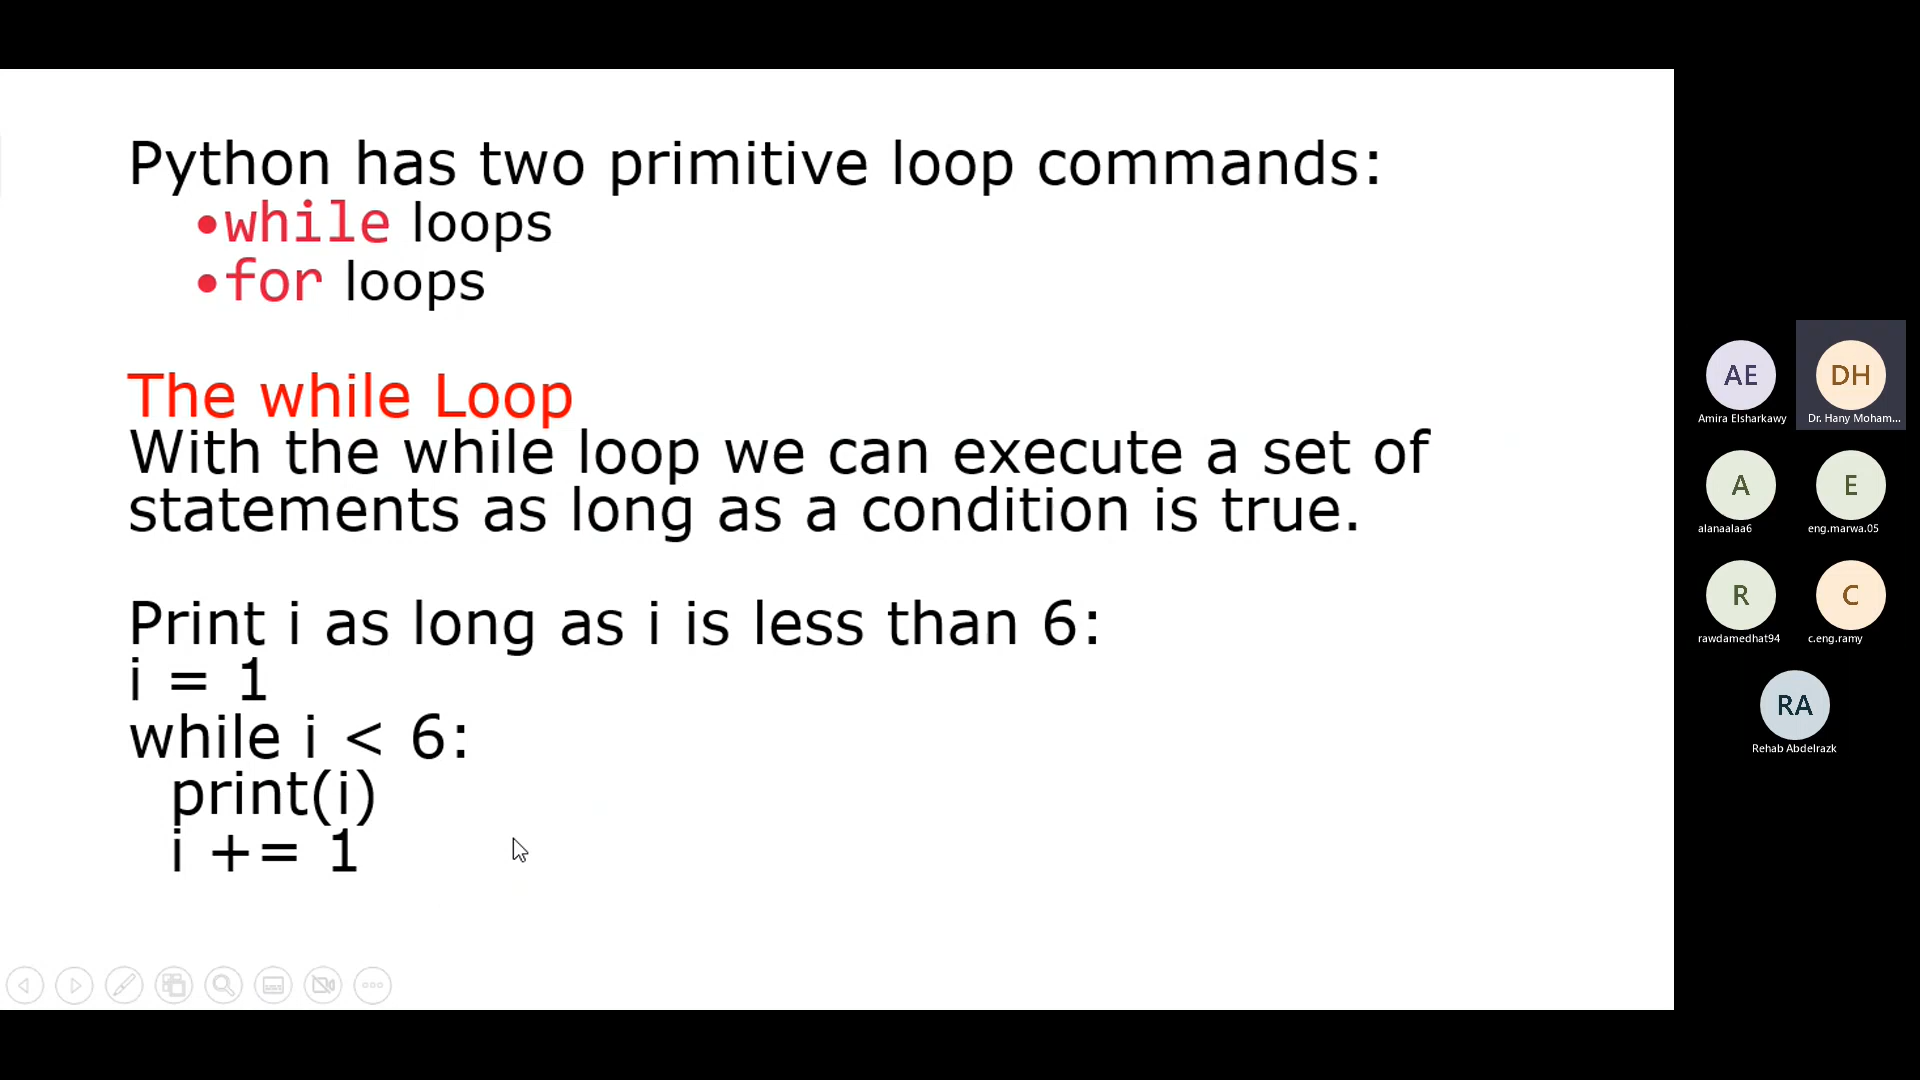 Python has two primitive loop commands:
•while loops
•for loops
The while Loop
With the while loop we can execute a set of
statements as long as a condition is true.
Print i as long as i is less than 6:
i = 1
while i < 6:
print(i)
i += 1
AE
Amira Elsharkawy
DH
Dr. Hany Moham...
A
alanaalaa6
E
eng.marwa.05
R
rawdamedhat94
C
c.eng.ramy
RA
Rehab Abdelrazk